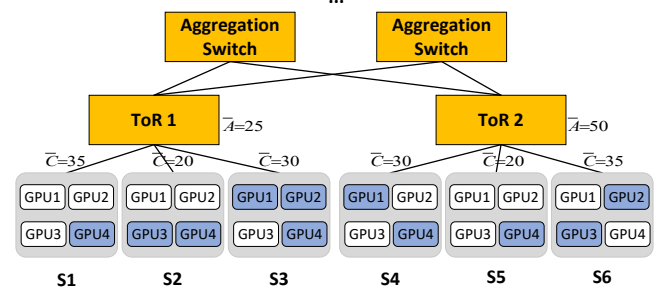 ...
Aggregation Switch
Aggregation Switch
ToR 1
A̅=25
ToR 2
A̅=50
C̅=35
C̅=20
C̅=30
C̅=30
C̅=20
C̅=35
GPU1 GPU2 GPU1 GPU2 GPU1 GPU2 GPU1 GPU2 GPU1 GPU2 GPU1 GPU2
GPU3 GPU4 GPU3 GPU4 GPU3 GPU4 GPU3 GPU4 GPU3 GPU4 GPU3 GPU4
S1 S2 S3 S4 S5 S6